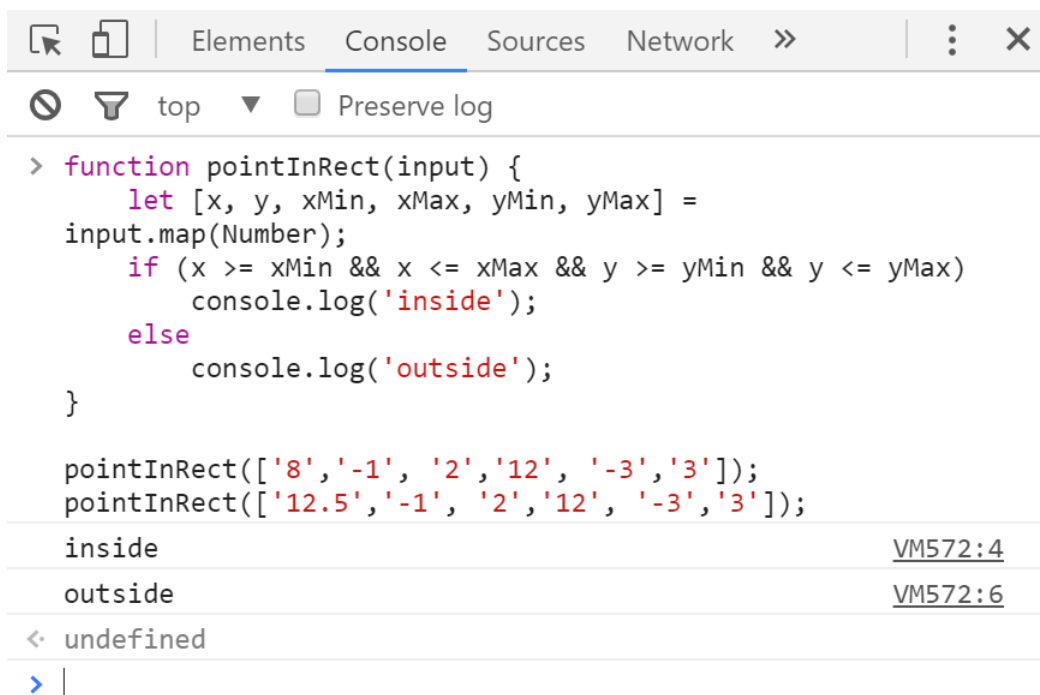 Elements Console Sources Network »
top ▼ Preserve log
> function pointInRect(input) {
    let [x, y, xMin, xMax, yMin, yMax] =
input.map(Number);
    if (x >= xMin && x <= xMax && y >= yMin && y <= yMax)
        console.log('inside');
    else
        console.log('outside');
}
pointInRect(['8','-1', '2','12', '-3','3']);
pointInRect(['12.5','-1', '2','12', '-3','3']);
inside VM572:4
outside VM572:6
undefined
>